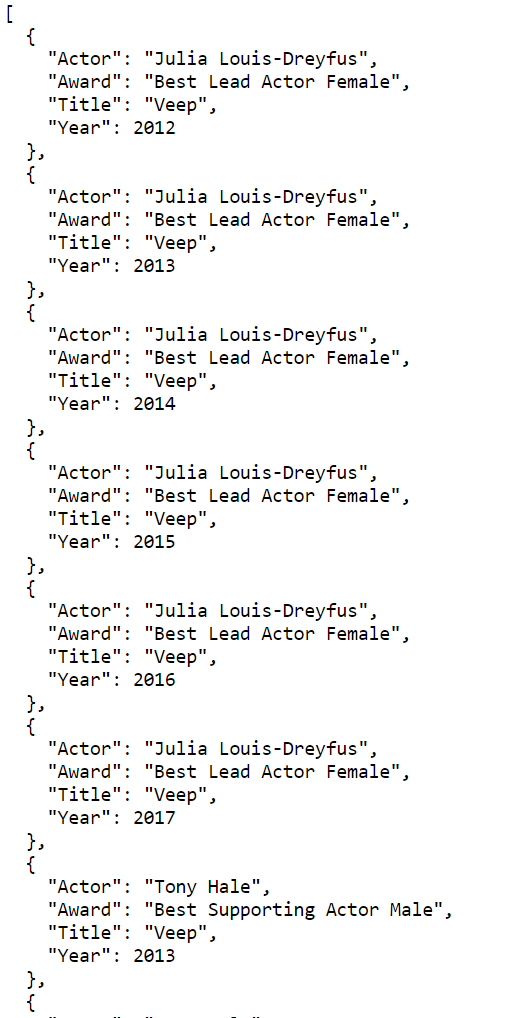 [
  {
    "Actor": "Julia Louis-Dreyfus",
    "Award": "Best Lead Actor Female",
    "Title": "Veep",
    "Year": 2012
  },
  {
    "Actor": "Julia Louis-Dreyfus",
    "Award": "Best Lead Actor Female",
    "Title": "Veep",
    "Year": 2013
  },
  {
    "Actor": "Julia Louis-Dreyfus",
    "Award": "Best Lead Actor Female",
    "Title": "Veep",
    "Year": 2014
  },
  {
    "Actor": "Julia Louis-Dreyfus",
    "Award": "Best Lead Actor Female",
    "Title": "Veep",
    "Year": 2015
  },
  {
    "Actor": "Julia Louis-Dreyfus",
    "Award": "Best Lead Actor Female",
    "Title": "Veep",
    "Year": 2016
  },
  {
    "Actor": "Julia Louis-Dreyfus",
    "Award": "Best Lead Actor Female",
    "Title": "Veep",
    "Year": 2017
  },
  {
    "Actor": "Tony Hale",
    "Award": "Best Supporting Actor Male",
    "Title": "Veep",
    "Year": 2013
  },
  {